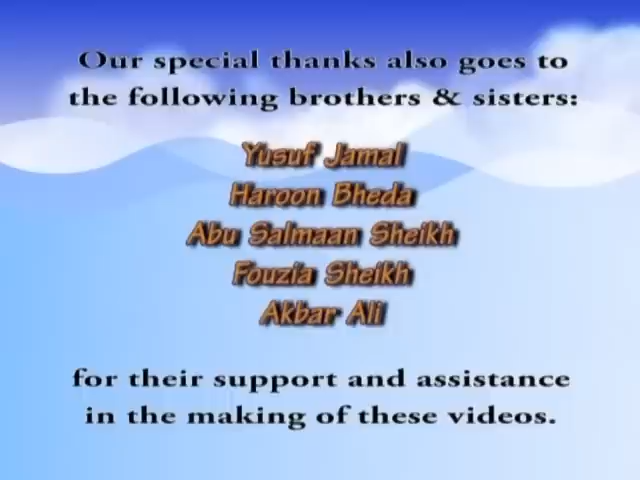 Our special thanks also goes to
the following brothers & sisters:
Yusuf Jamal
Haroon Bheda
Abu Salmaan Sheikh
Fouzia Sheikh
Akbar Ali
for their support and assistance
in the making of these videos.